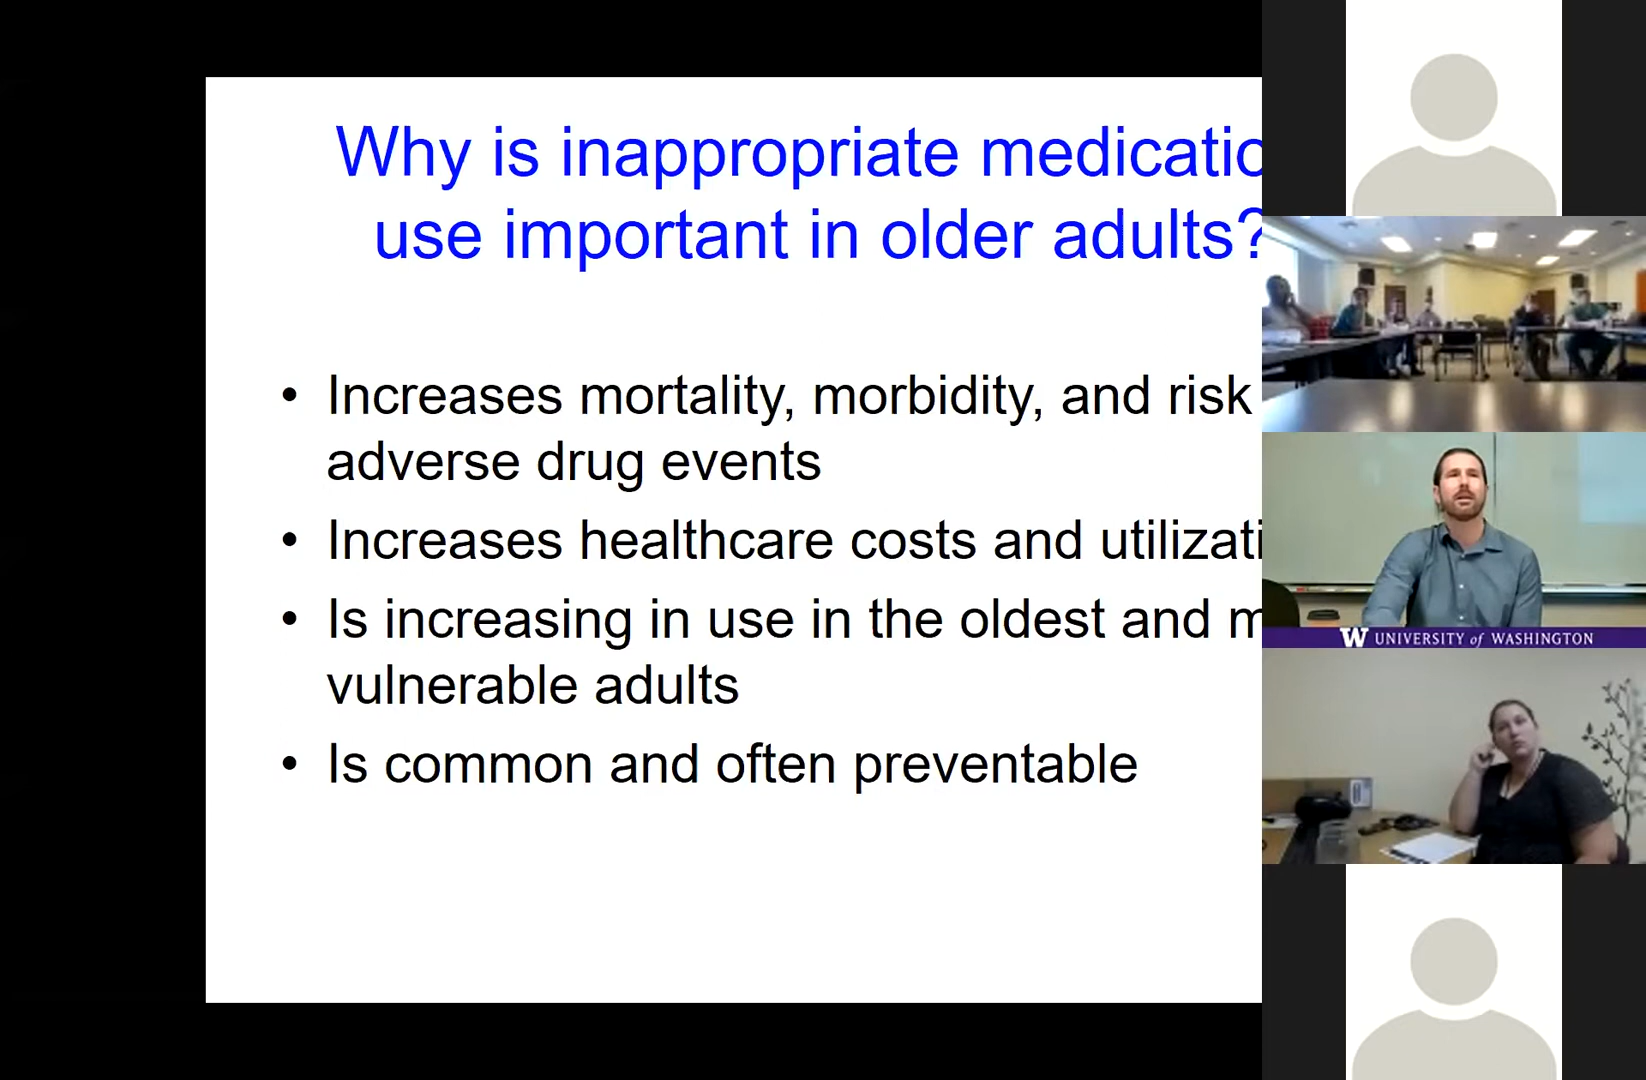 Why is inappropriate medicatio
use important in older adults?
• Increases mortality, morbidity, and risk
adverse drug events
• Increases healthcare costs and utilizati
• Is increasing in use in the oldest and m
vulnerable adults
• Is common and often preventable
W UNIVERSITY of WASHINGTON